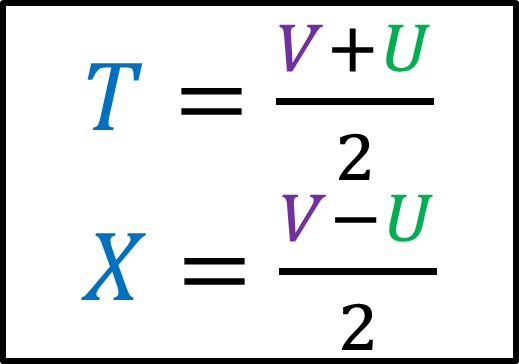 T = V+U
2
X = V−U
2